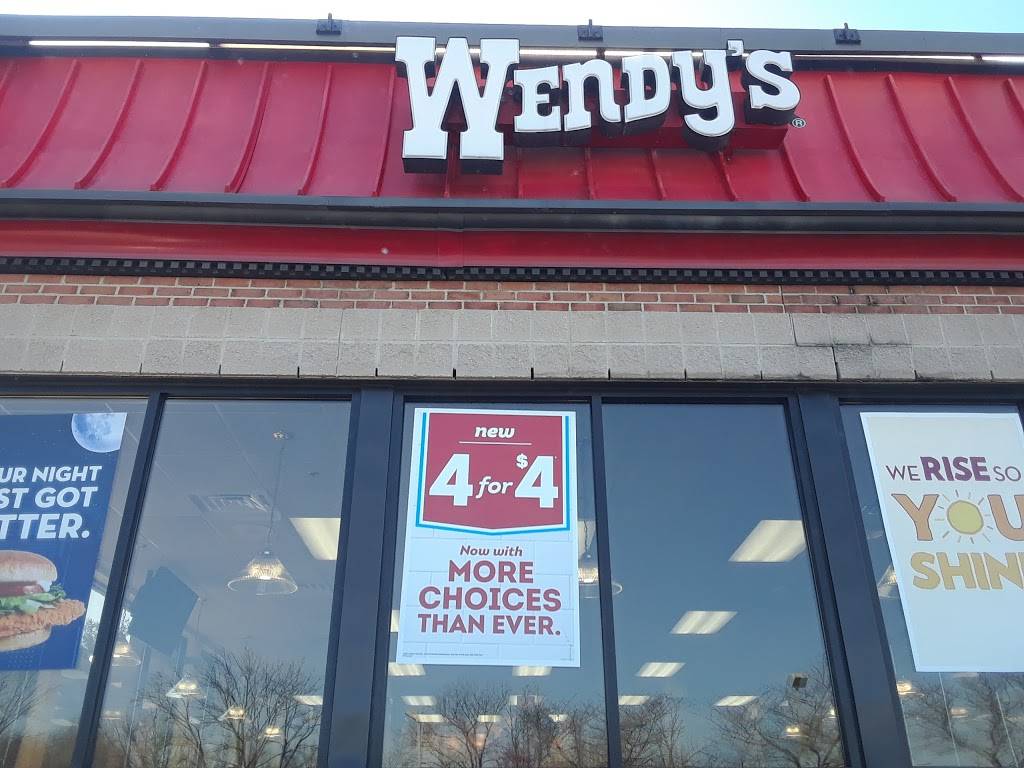 WENDY'S ®
UR NIGHT
ST GOT
TTER.
new
4 for $4
Now with
MORE
CHOICES
THAN EVER.
WE RISE SO
YOU
SHIN